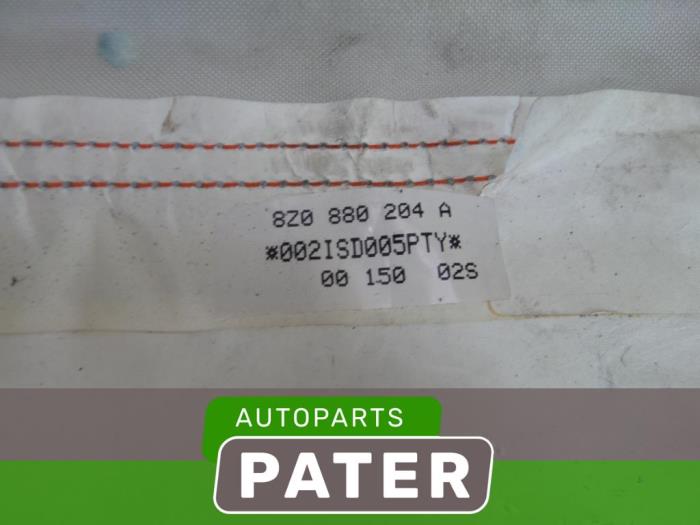 8Z0 880 204 A
*002ISD005PTY*
00 150 02S
AUTOPARTS
PATER